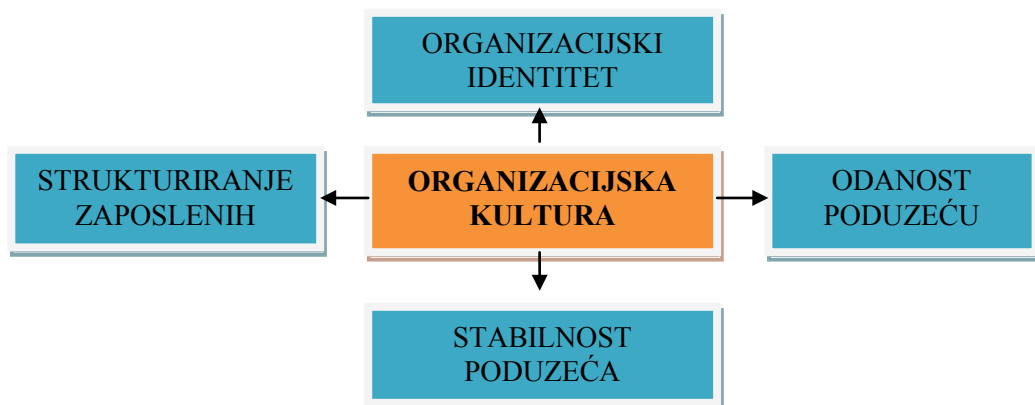 ORGANIZACIJSKI
IDENTITET
STRUKTURIRANJE
ZAPOSLENIH
ORGANIZACIJSKA
KULTURA
ODANOST
PODUZEĆU
STABILNOST
PODUZEĆA